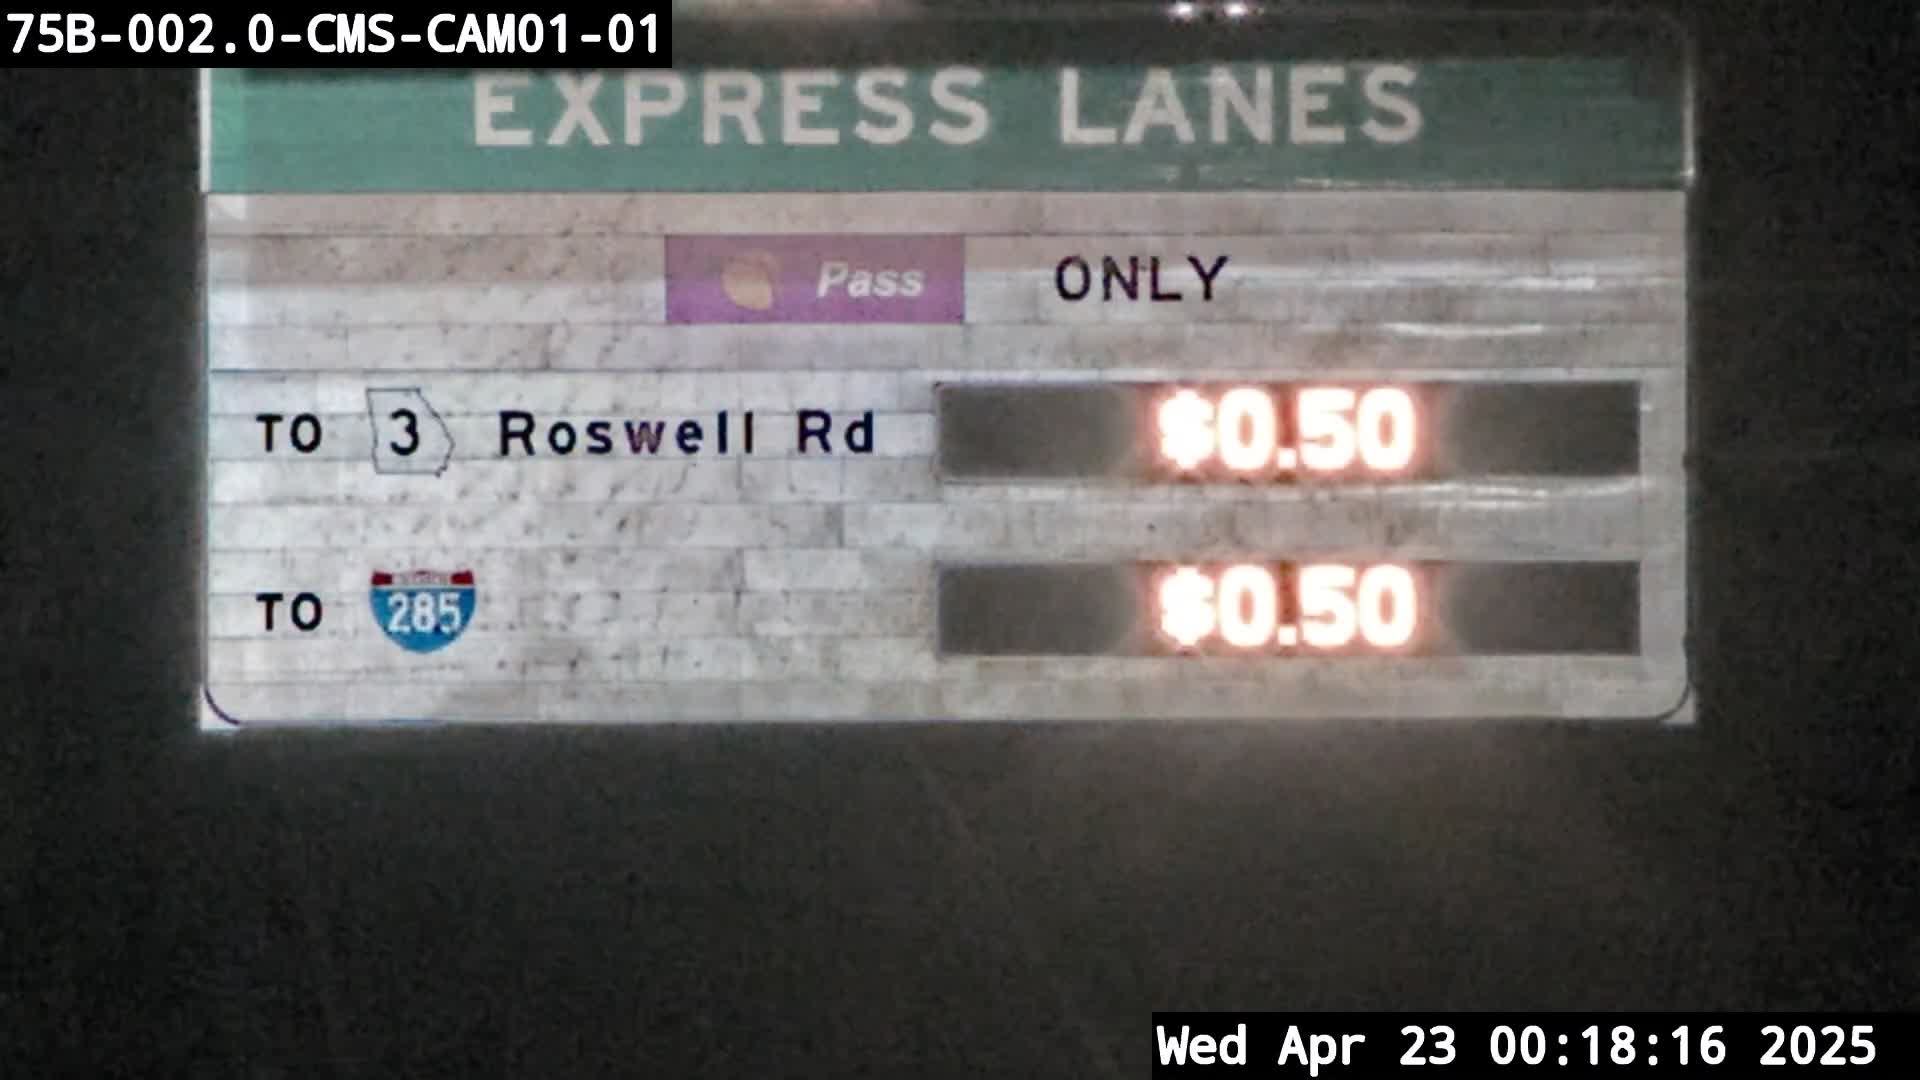 75B-002.0-CMS-CAM01-01
EXPRESS LANES
Pass ONLY
TO 3 Roswell Rd $0.50
TO 285 $0.50
Wed Apr 23 00:18:16 2025